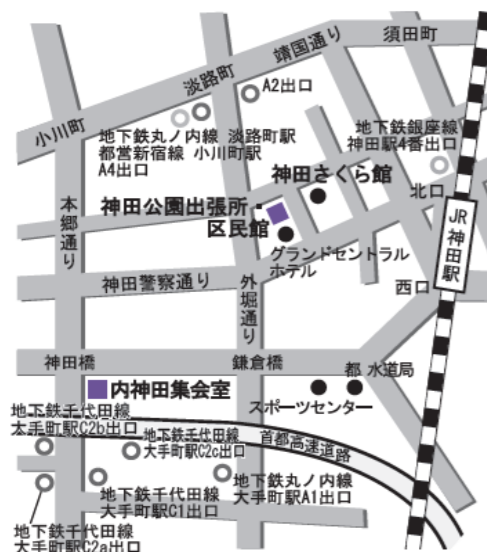 須田町
靖国通り
淡路町
A2出口
小川町
地下鉄丸ノ内線 淡路町駅
都営新宿線 小川町駅
A4出口
地下鉄銀座線
神田駅4番出口
神田さくら館
北口
本郷通り
神田公園出張所・
区民館
グランドセントラル
ホテル
JR神田駅
神田警察通り
外堀通り
西口
神田橋
鎌倉橋
都 水道局
内神田集会室
スポーツセンター
地下鉄千代田線
大手町駅C2b出口
地下鉄千代田線
大手町駅C2c出口
首都高速道路
地下鉄千代田線
大手町駅C1出口
地下鉄丸ノ内線
大手町駅A1出口
地下鉄千代田線
大手町駅C2a出口